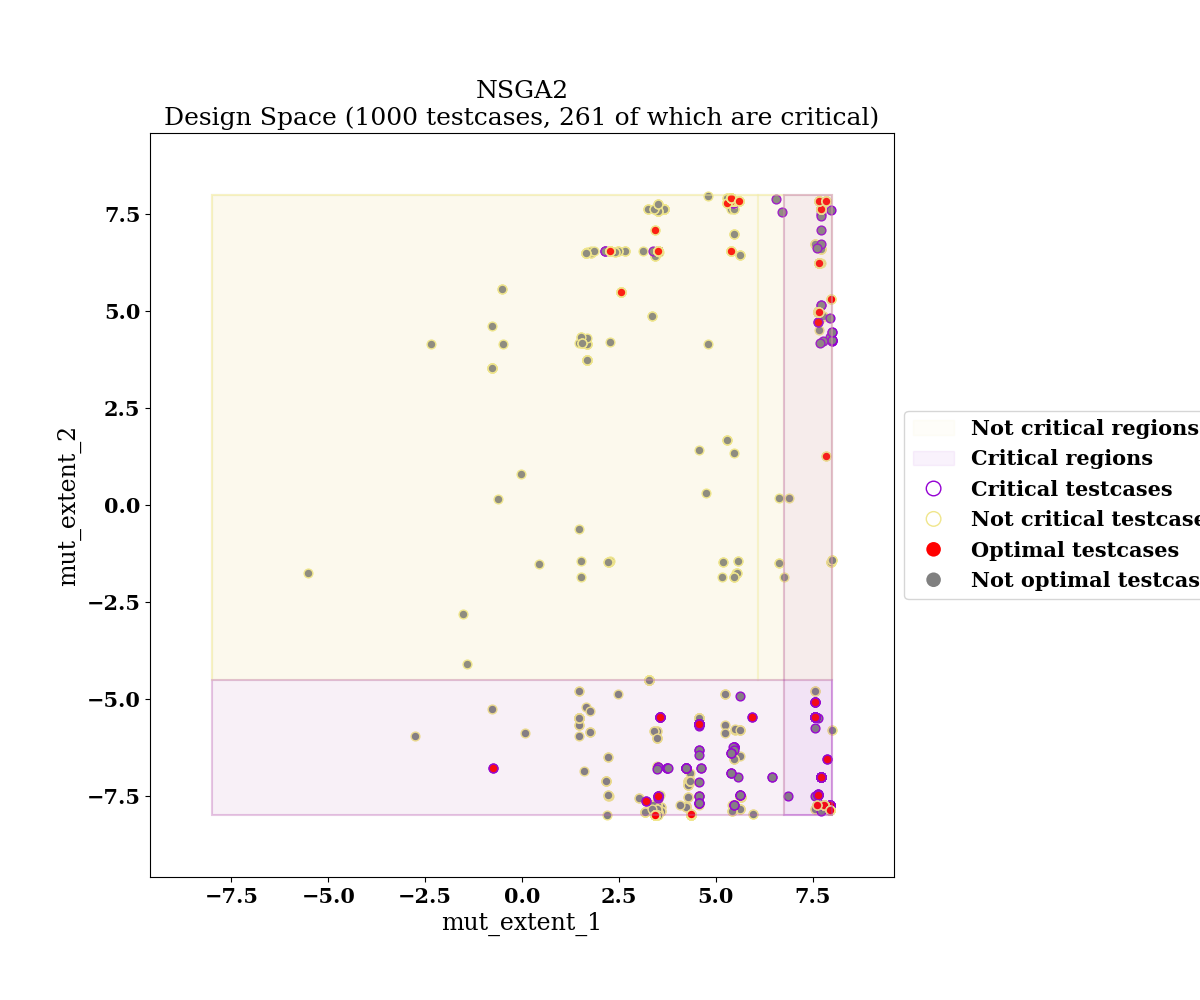 NSGA2
Design Space (1000 testcases, 261 of which are critical)
mut_extent_2
7.5
5.0
2.5
0.0
−2.5
−5.0
−7.5
−7.5 −5.0 −2.5 0.0 2.5 5.0 7.5
mut_extent_1
Not critical regions
Critical regions
Critical testcases
Not critical testcase
Optimal testcases
Not optimal testcas